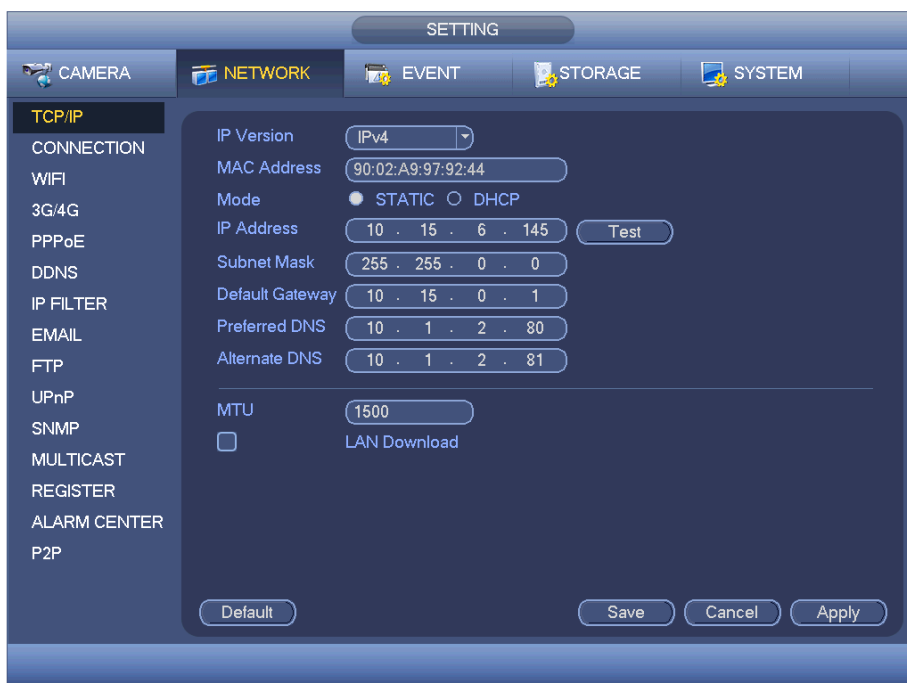 SETTING
CAMERA NETWORK EVENT STORAGE SYSTEM
TCP/IP
CONNECTION
WIFI
3G/4G
PPPoE
DDNS
IP FILTER
EMAIL
FTP
UPnP
SNMP
MULTICAST
REGISTER
ALARM CENTER
P2P
IP Version IPv4
MAC Address 90:02:A9:97:92:44
Mode STATIC DHCP
IP Address 10 . 15 . 6 . 145 Test
Subnet Mask 255 . 255 . 0 . 0
Default Gateway 10 . 15 . 0 . 1
Preferred DNS 10 . 1 . 2 . 80
Alternate DNS 10 . 1 . 2 . 81
MTU 1500
LAN Download
Default Save Cancel Apply